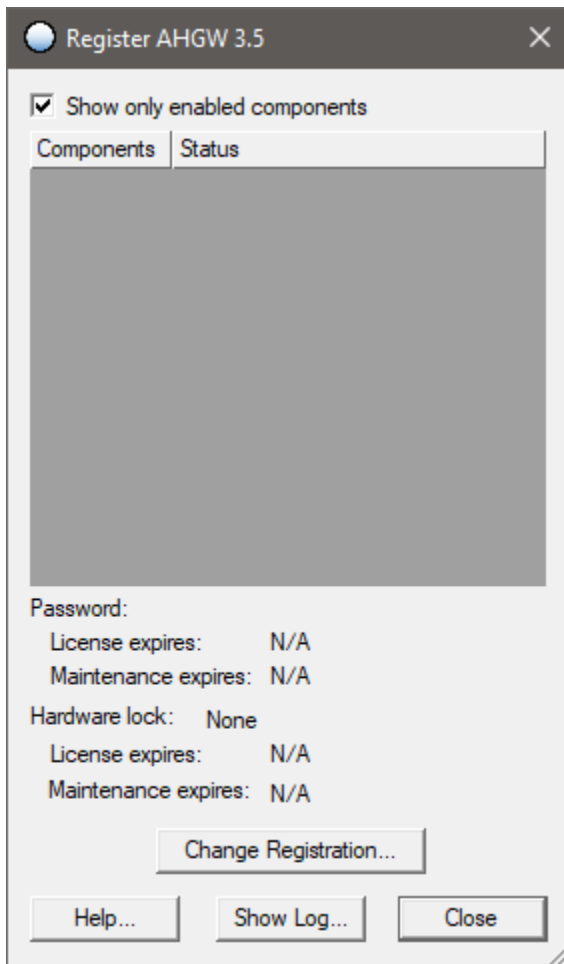 Register AHGW 3.5
Show only enabled components
Components Status
Password:
License expires: N/A
Maintenance expires: N/A
Hardware lock: None
License expires: N/A
Maintenance expires: N/A
Change Registration...
Help... Show Log... Close